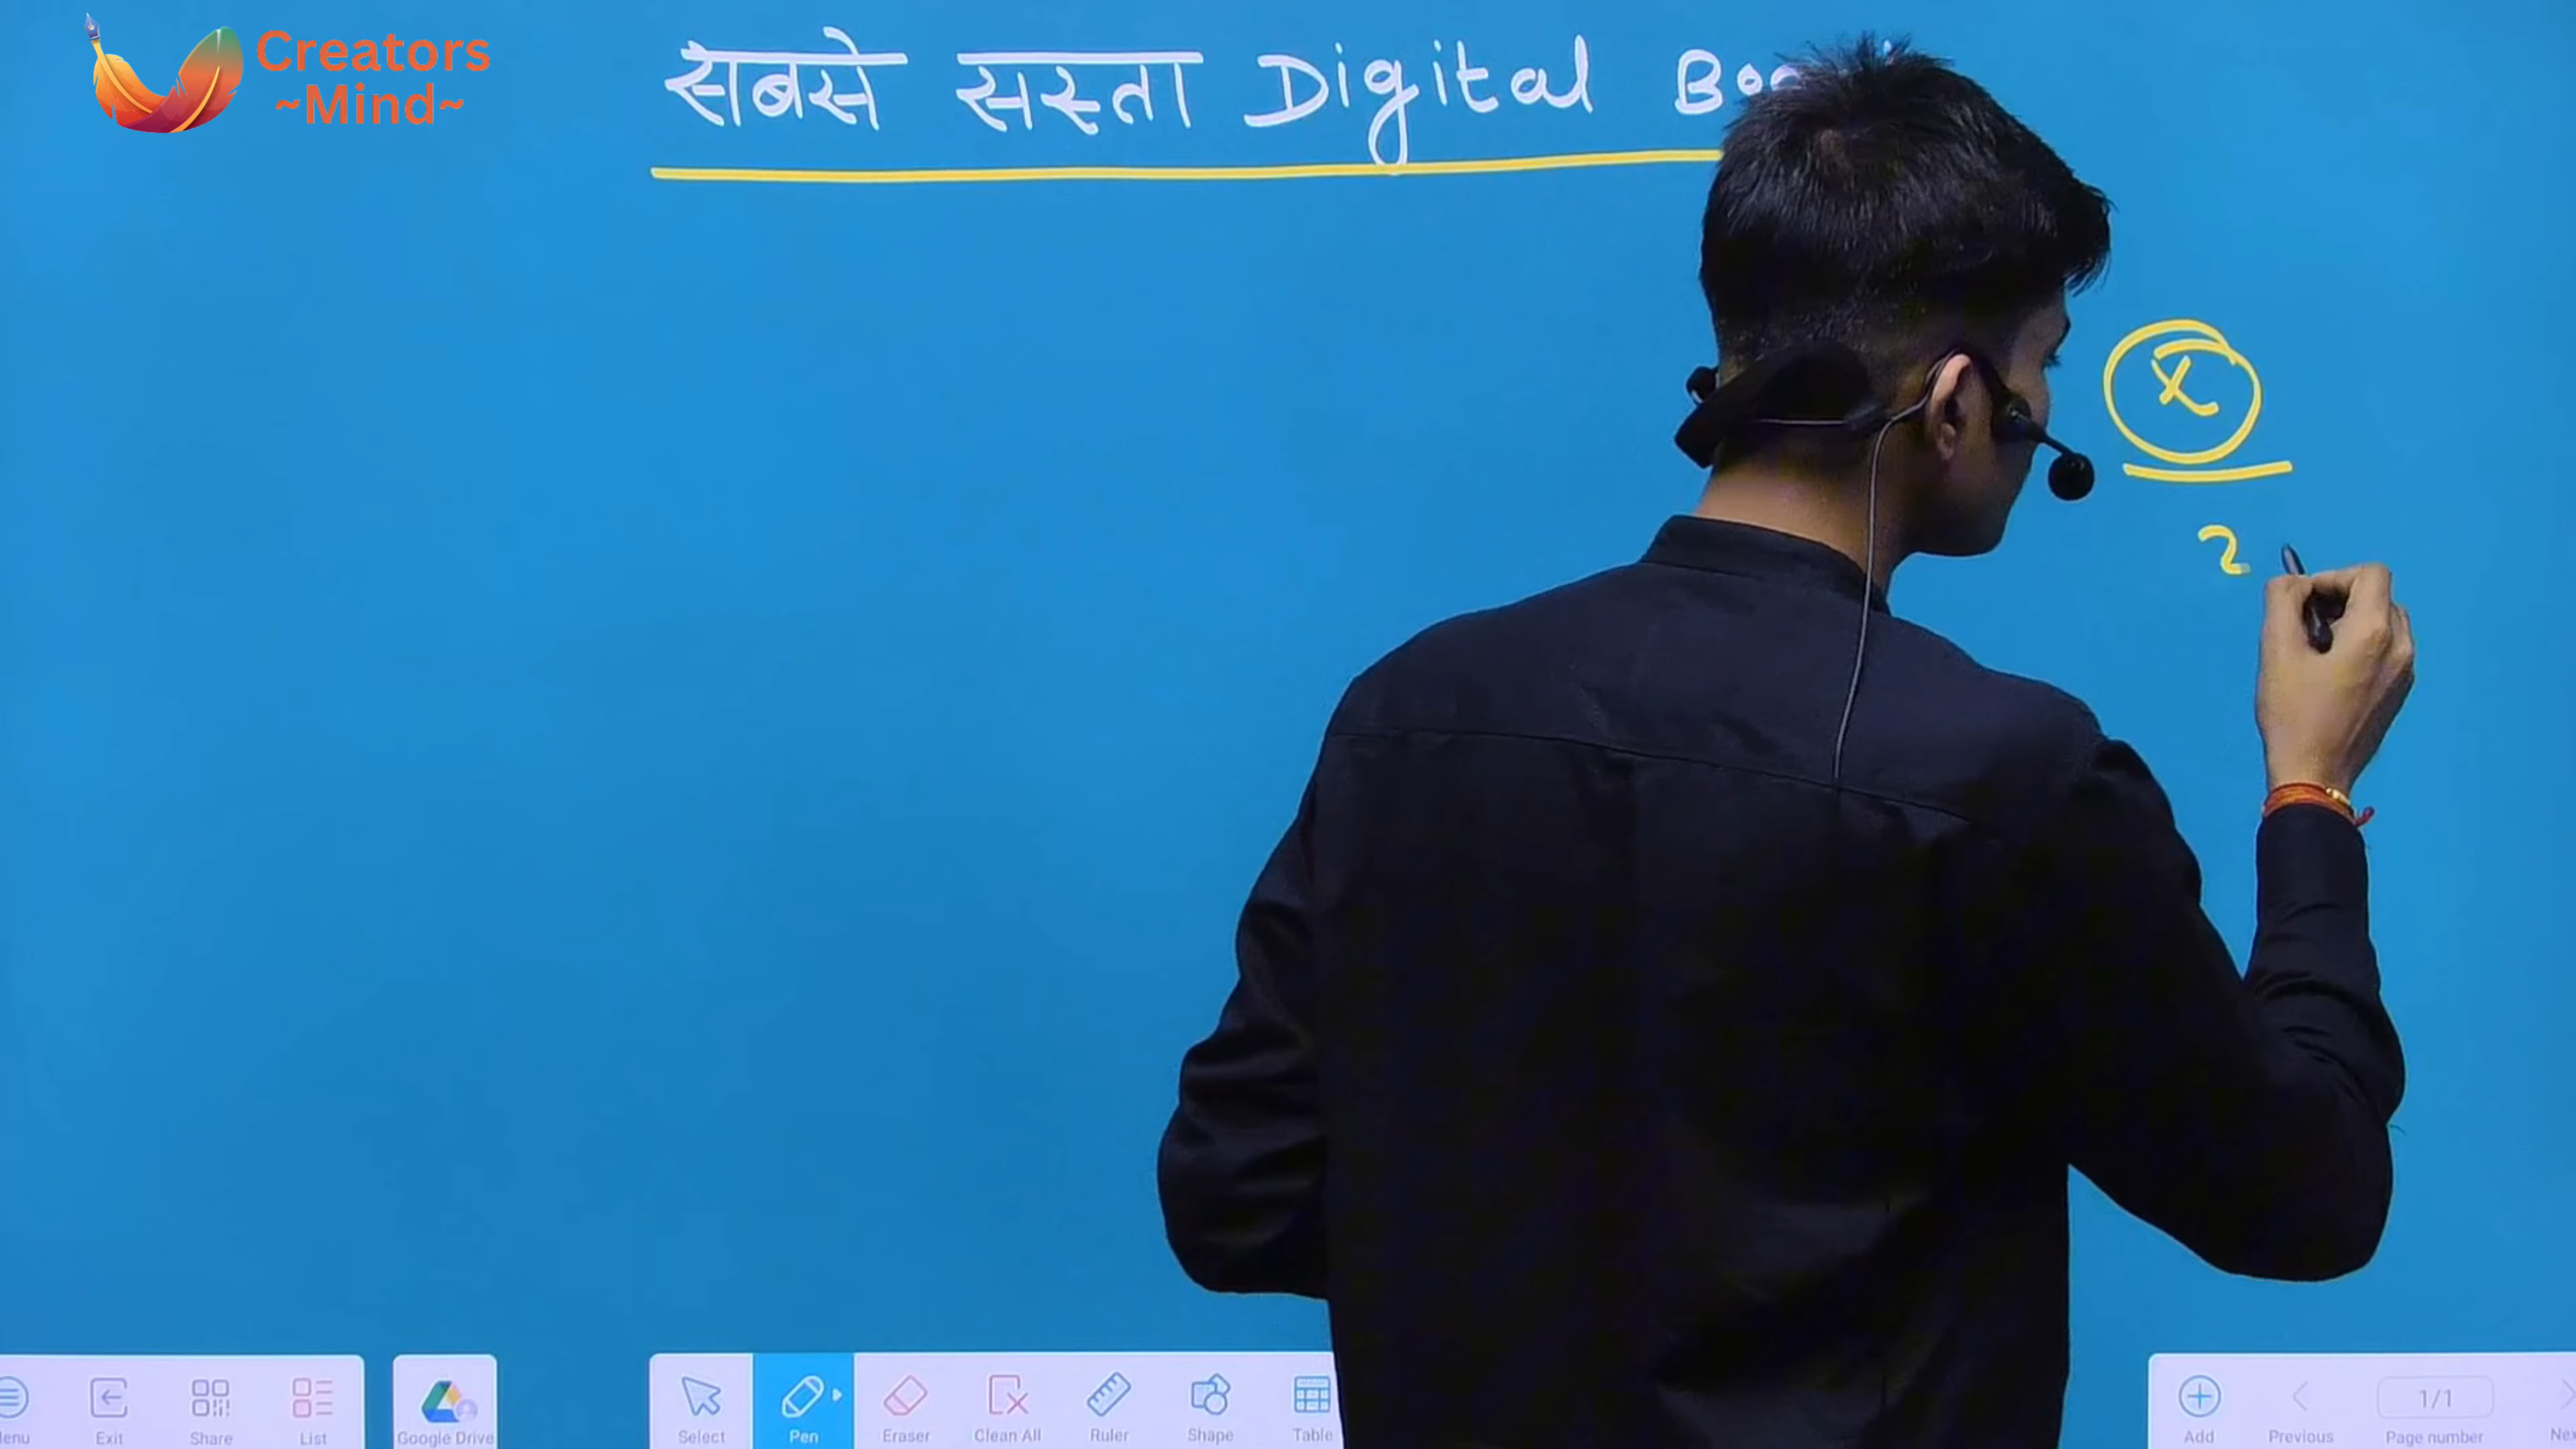 Creators
~Mind~
सबसे सस्ता Digital
x
2
Exit
Share
List
Google Drive
Select
Pen
Eraser
Clean All
Ruler
Shape
Table
Add
Previous
1/1
Page number